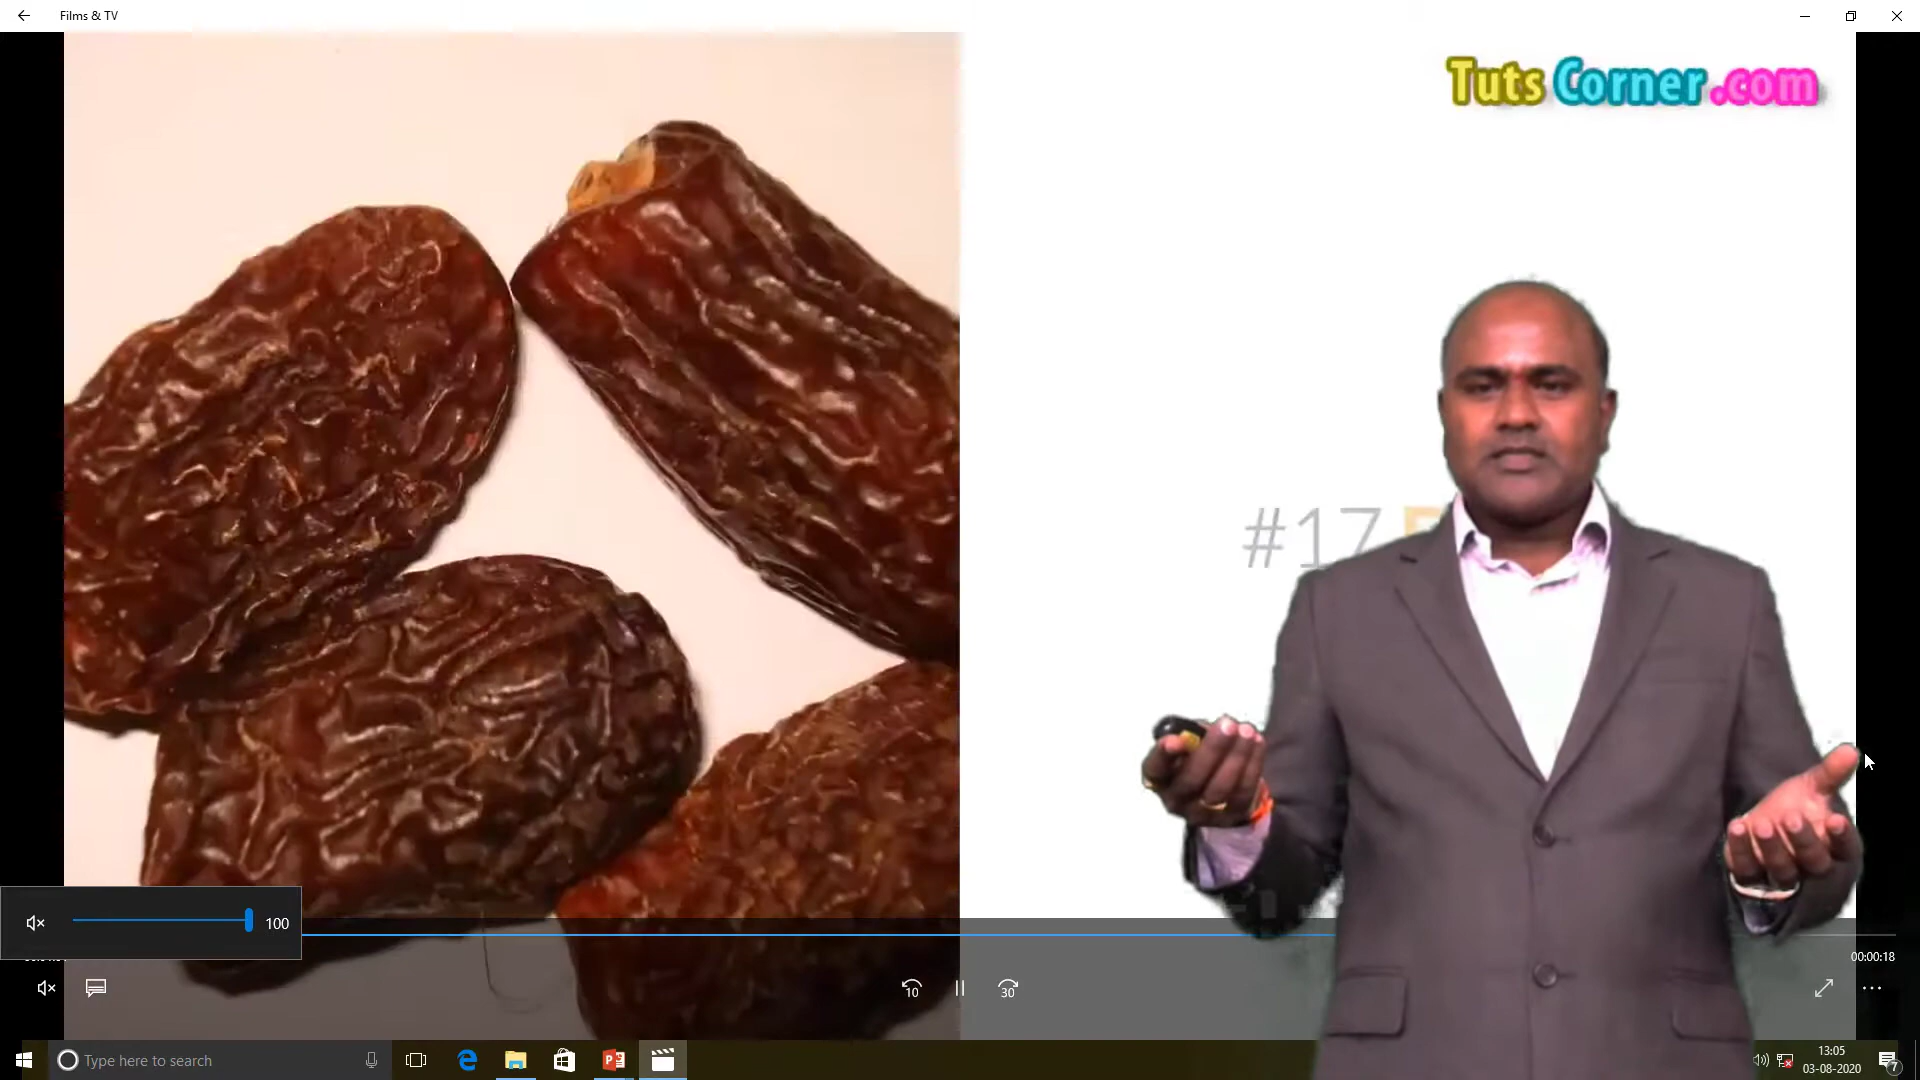 Films & TV
Tuts Corner.com
#17
100
00:00:18
10
30
Type here to search
13:05
03-08-2020
7